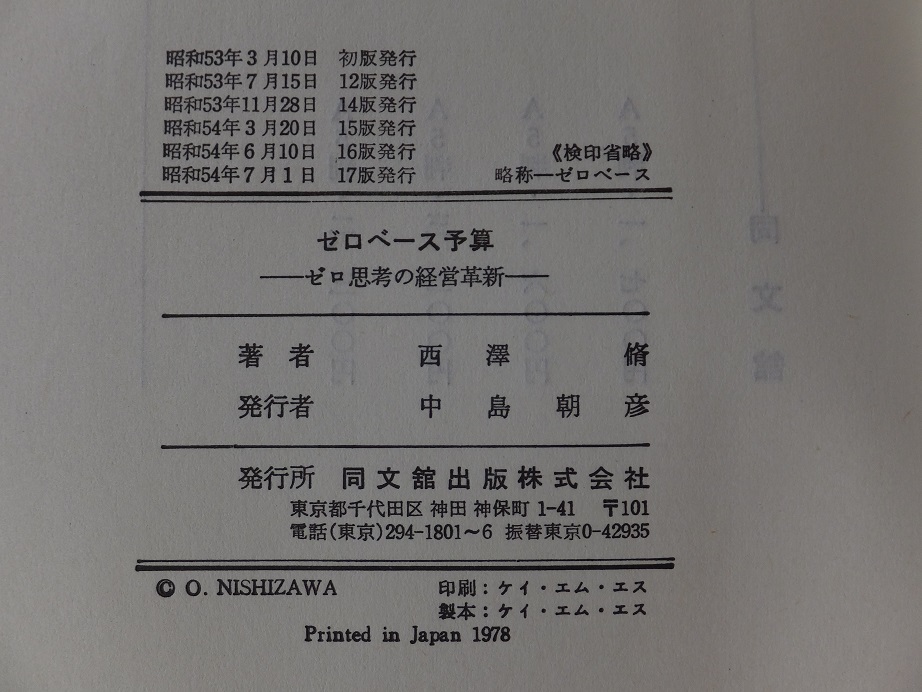 昭和53年3月10日 初版発行
昭和53年7月15日 12版発行
昭和53年11月28日 14版発行
昭和54年3月20日 15版発行
昭和54年6月10日 16版発行 《検印省略》
昭和54年7月1日 17版発行 略称―ゼロベース
ゼロベース予算
――ゼロ思考の経営革新――
著者 西澤 脩
発行者 中島朝彦
発行所 同文舘出版株式会社
東京都千代田区 神田 神保町 1-41 〒101
電話(東京)294-1801～6 振替東京0-42935
© O. NISHIZAWA 印刷：ケイ・エム・エス
製本：ケイ・エム・エス
Printed in Japan 1978